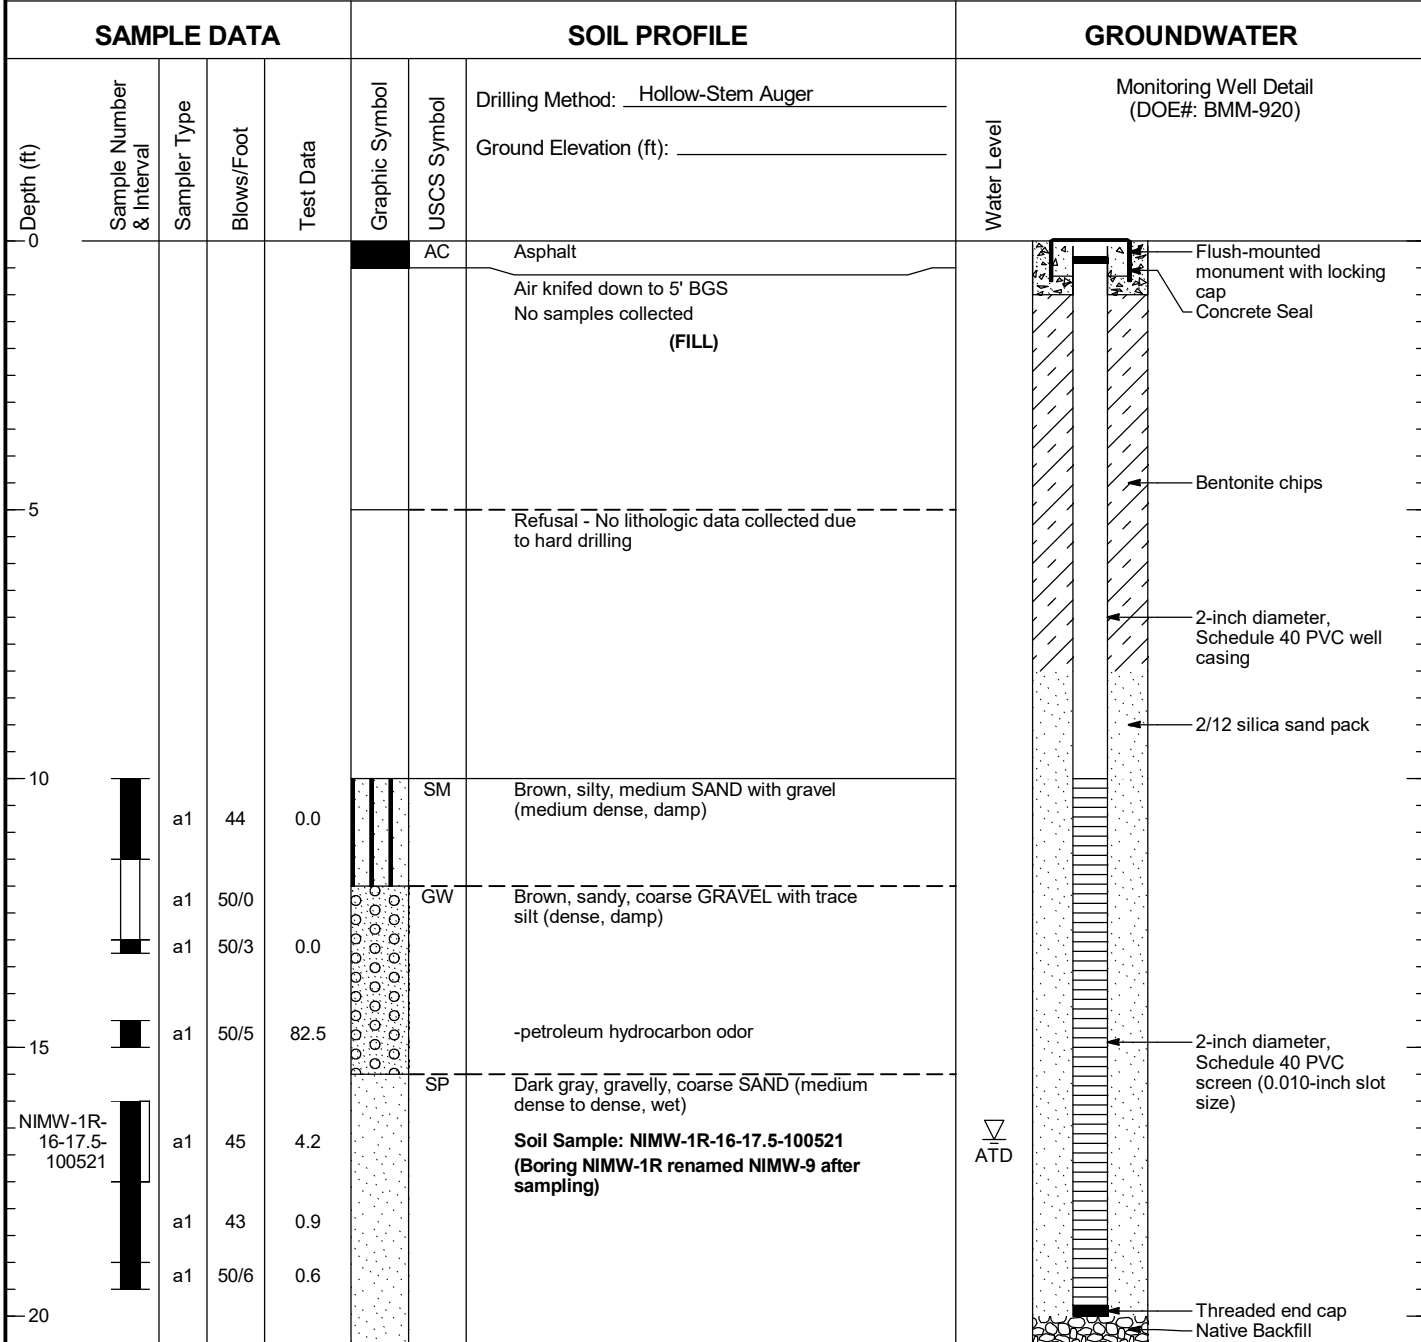 SAMPLE DATA
SOIL PROFILE
GROUNDWATER
Depth (ft)
Sample Number
& Interval
Sampler Type
Blows/Foot
Test Data
Graphic Symbol
USCS Symbol
Drilling Method: Hollow-Stem Auger
Ground Elevation (ft):
Water Level
Monitoring Well Detail
(DOE#: BMM-920)
0
AC
Asphalt
Air knifed down to 5' BGS
No samples collected
(FILL)
Flush-mounted
monument with locking
cap
Concrete Seal
Bentonite chips
5
Refusal - No lithologic data collected due
to hard drilling
2-inch diameter,
Schedule 40 PVC well
casing
2/12 silica sand pack
10
a1 44 0.0
SM
Brown, silty, medium SAND with gravel
(medium dense, damp)
a1 50/0
GW
Brown, sandy, coarse GRAVEL with trace
silt (dense, damp)
a1 50/3 0.0
a1 50/5 82.5
-petroleum hydrocarbon odor
15
2-inch diameter,
Schedule 40 PVC
screen (0.010-inch slot
size)
SP
Dark gray, gravelly, coarse SAND (medium
dense to dense, wet)
NIMW-1R-
16-17.5-
100521
a1 45 4.2
Soil Sample: NIMW-1R-16-17.5-100521
(Boring NIMW-1R renamed NIMW-9 after
sampling)
ATD
a1 43 0.9
a1 50/6 0.6
20
Threaded end cap
Native Backfill